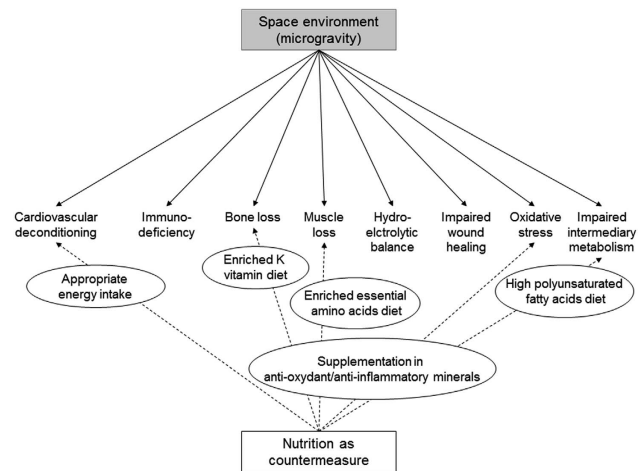 Space environment
(microgravity)
Cardiovascular
deconditioning
Immuno-
deficiency
Bone loss
Muscle
loss
Hydro-
elctrolytic
balance
Impaired
wound
healing
Oxidative
stress
Impaired
intermediary
metabolism
Appropriate
energy intake
Enriched K
vitamin diet
Enriched essential
amino acids diet
High polyunsaturated
fatty acids diet
Supplementation in
anti-oxydant/anti-inflammatory minerals
Nutrition as
countermeasure